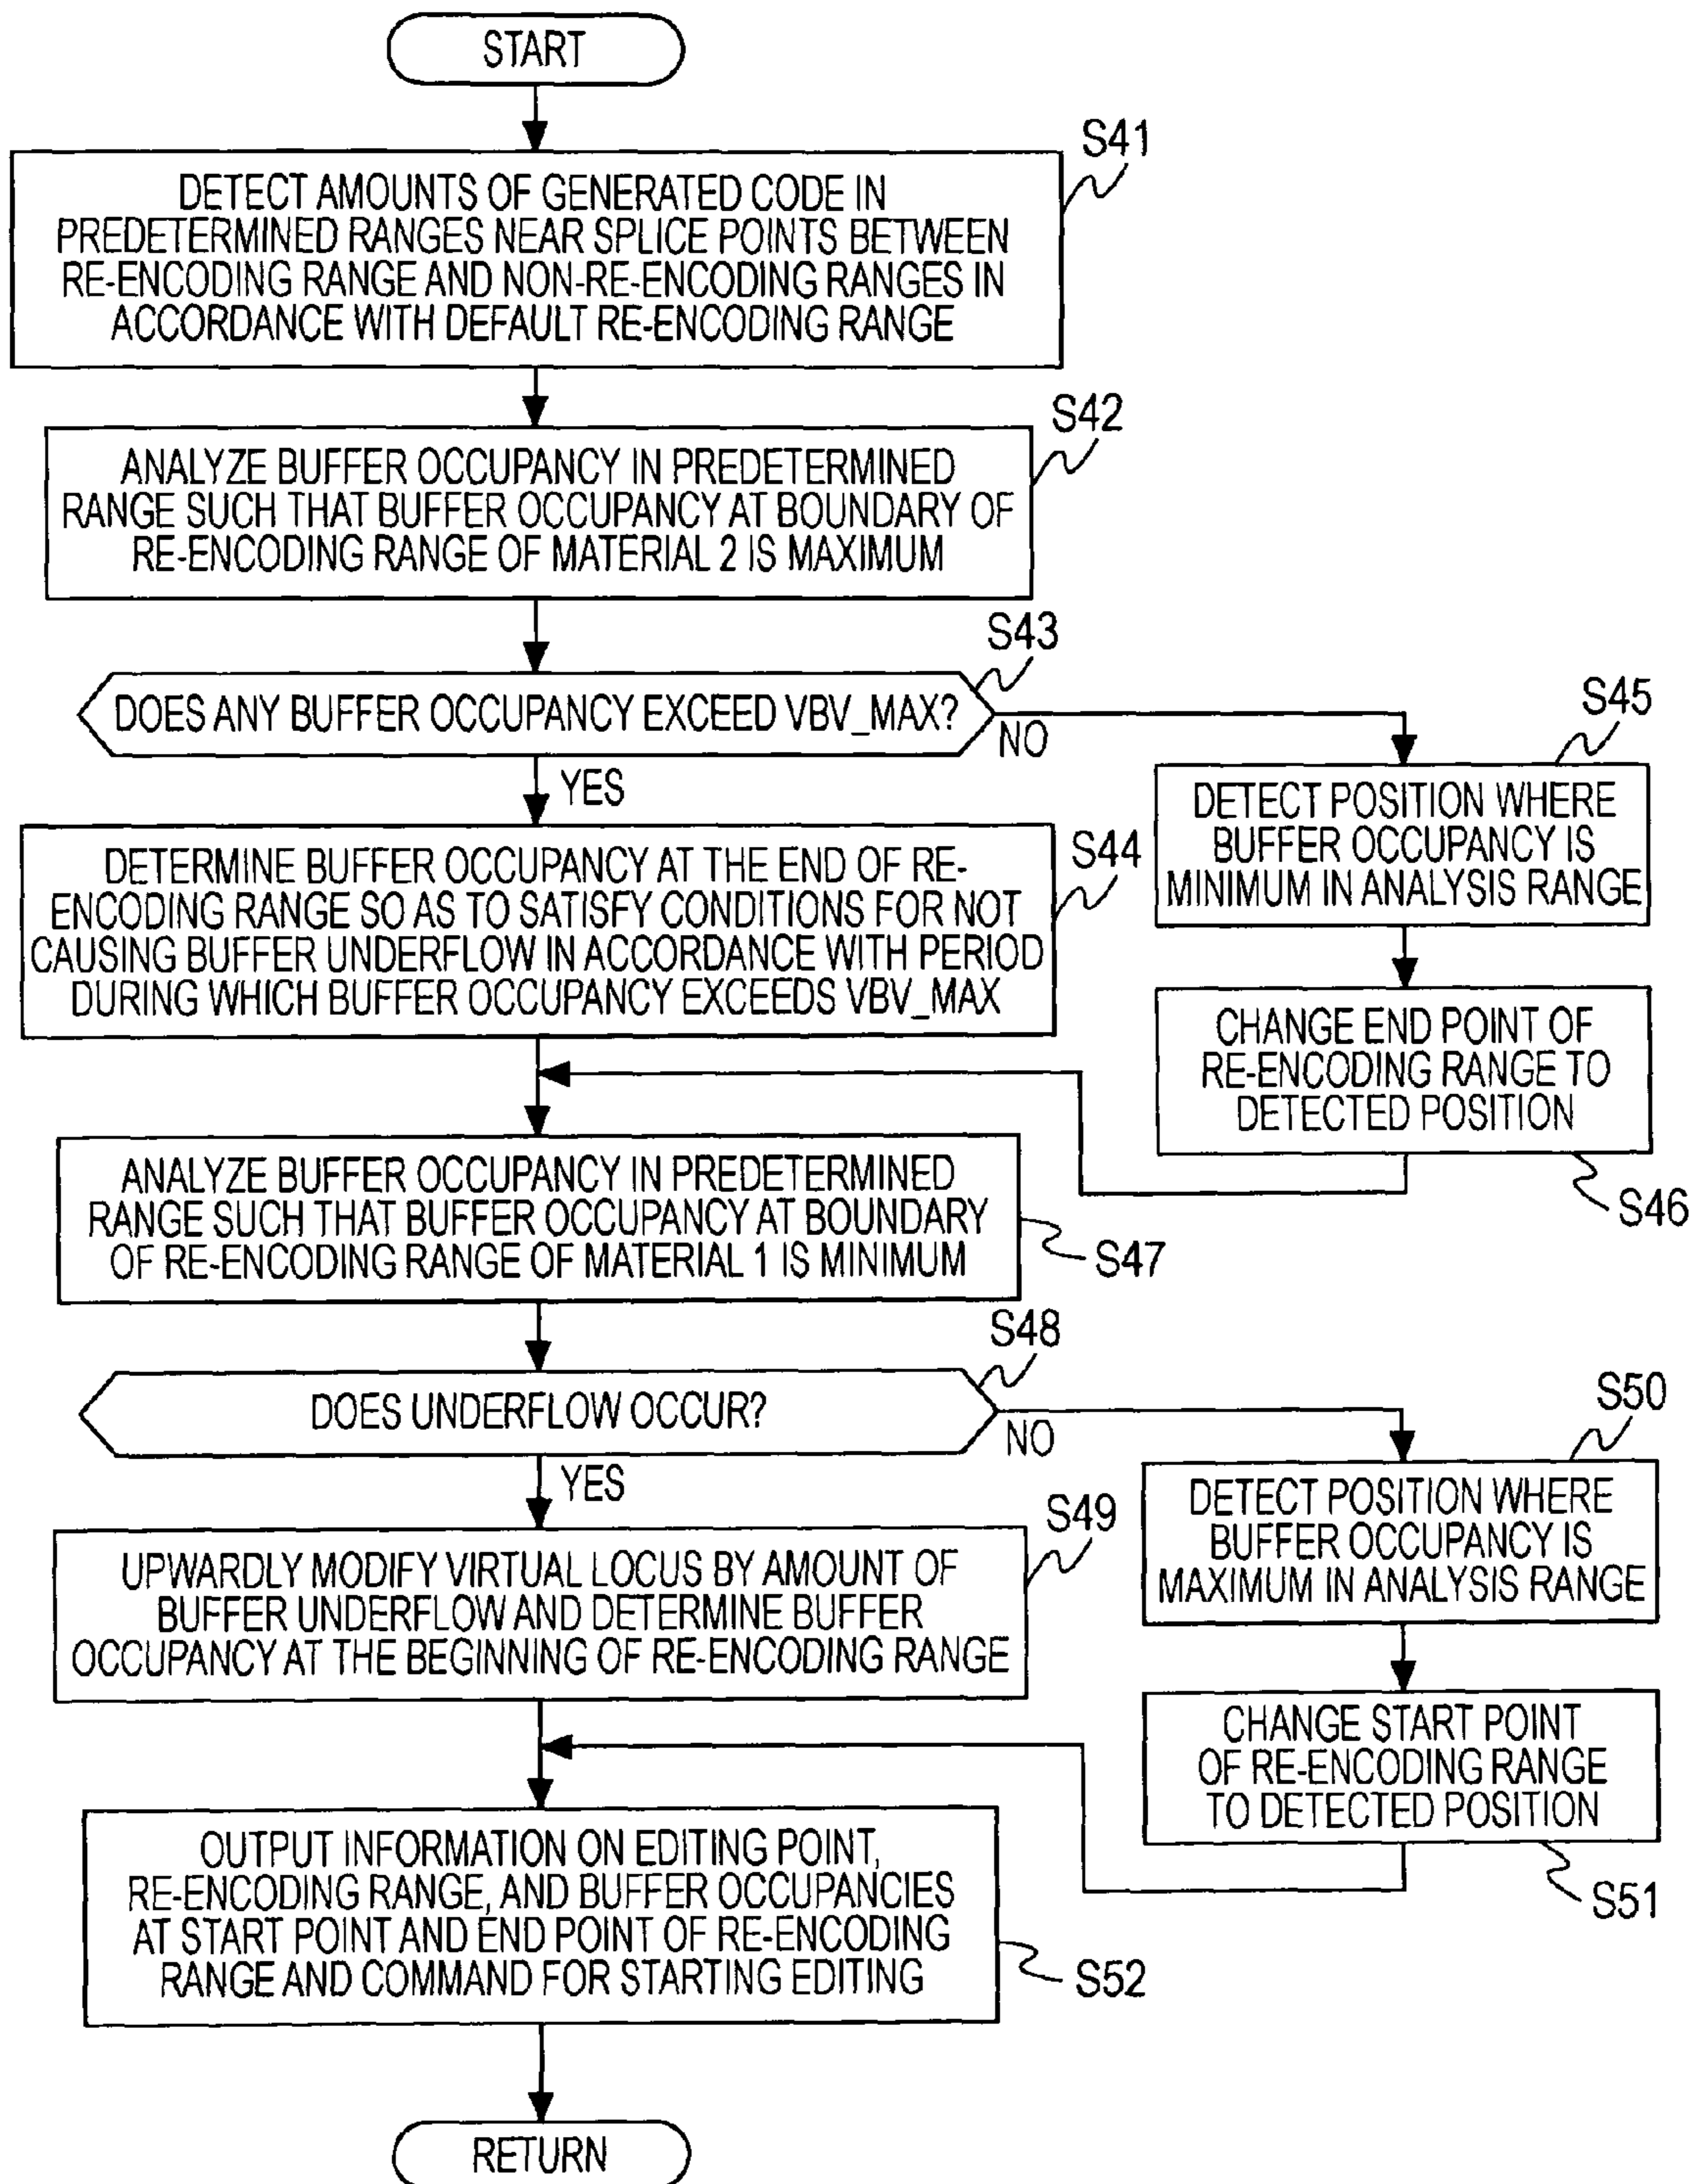 START
S41
DETECT AMOUNTS OF GENERATED CODE IN
PREDETERMINED RANGES NEAR SPLICE POINTS BETWEEN
RE-ENCODING RANGE AND NON-RE-ENCODING RANGES IN
ACCORDANCE WITH DEFAULT RE-ENCODING RANGE
S42
ANALYZE BUFFER OCCUPANCY IN PREDETERMINED
RANGE SUCH THAT BUFFER OCCUPANCY AT BOUNDARY OF
RE-ENCODING RANGE OF MATERIAL 2 IS MAXIMUM
S43
DOES ANY BUFFER OCCUPANCY EXCEED VBV_MAX?
NO
YES
S45
DETECT POSITION WHERE
BUFFER OCCUPANCY IS
MINIMUM IN ANALYSIS RANGE
S44
DETERMINE BUFFER OCCUPANCY AT THE END OF RE-
ENCODING RANGE SO AS TO SATISFY CONDITIONS FOR NOT
CAUSING BUFFER UNDERFLOW IN ACCORDANCE WITH PERIOD
DURING WHICH BUFFER OCCUPANCY EXCEEDS VBV_MAX
CHANGE END POINT OF
RE-ENCODING RANGE TO
DETECTED POSITION
S46
ANALYZE BUFFER OCCUPANCY IN PREDETERMINED
RANGE SUCH THAT BUFFER OCCUPANCY AT BOUNDARY
OF RE-ENCODING RANGE OF MATERIAL 1 IS MINIMUM
S47
S48
DOES UNDERFLOW OCCUR?
NO
YES
S50
DETECT POSITION WHERE
BUFFER OCCUPANCY IS
MAXIMUM IN ANALYSIS RANGE
S49
UPWARDLY MODIFY VIRTUAL LOCUS BY AMOUNT OF
BUFFER UNDERFLOW AND DETERMINE BUFFER
OCCUPANCY AT THE BEGINNING OF RE-ENCODING RANGE
CHANGE START POINT
OF RE-ENCODING RANGE
TO DETECTED POSITION
S51
OUTPUT INFORMATION ON EDITING POINT,
RE-ENCODING RANGE, AND BUFFER OCCUPANCIES
AT START POINT AND END POINT OF RE-ENCODING
RANGE AND COMMAND FOR STARTING EDITING
S52
RETURN